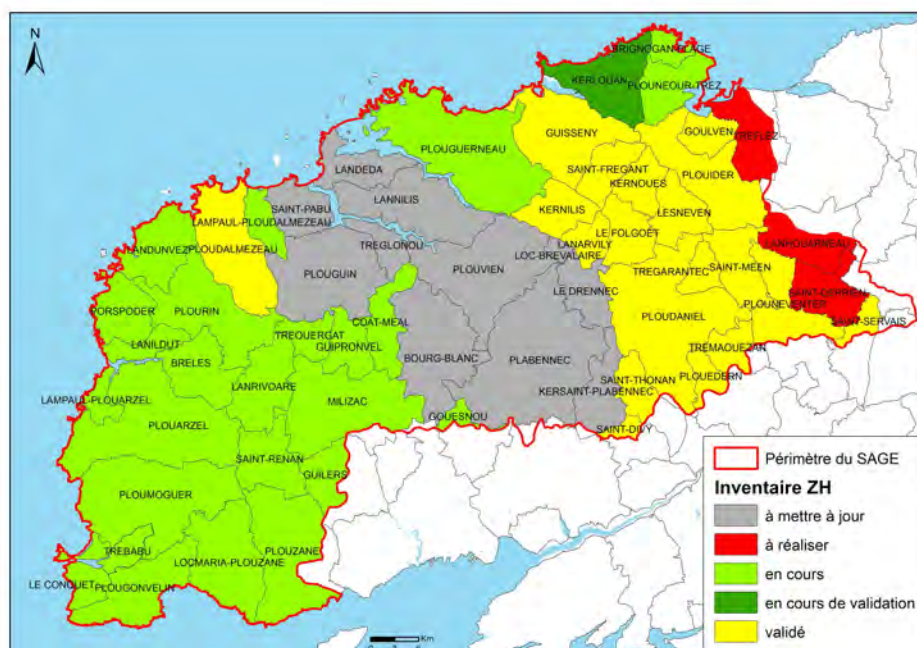 N
BRIGNOGAN-PLAGE
KERLOUAN
PLOUNEOUR-TREZ
GOULVEN
TREFLEZ
GUISSENY
PLOUGUERNEAU
PLOUIDER
LANDEDA
SAINT-FREGANT
KERNOUES
LANNILIS
SAINT-PABU
KERNILIS
LESNEVEN
LAMPAUL-PLOUDALMEZEAU
LE FOLGOËT
LANHOUARNEAU
LANDUNVEZ
PLOUDALMEZEAU
TREGLONOU
LANARVILY
PLOUVIEN
LOC-BREVALAIRE
TREGARANTEC
SAINT-MEEN
PLOUGUIN
LE DRENNEC
SAINT-DERRIEN
PORSPODER
PLOURIN
PLOUNEVENTER
PLOUDANIEL
SAINT-SERVAIS
COAT-MEAL
TREOUERGAT
LANILDUT
GUIPRONVEL
TREMAOUEZAN
BRELES
BOURG-BLANC
PLABENNEC
PLOUEDERN
LANRIVOARE
SAINT-THONAN
KERSAINT-PLABENNEC
LAMPAUL-PLOUARZEL
MILIZAC
GOUESNOU
PLOUARZEL
SAINT-DIVY
SAINT-RENAN
GUILERS
PLOUMOGUER
TREBABU
PLOUZANE
LOCMARIA-PLOUZANE
LE CONQUET
PLOUGONVELIN
Km
Périmètre du SAGE
Inventaire ZH
à mettre à jour
à réaliser
en cours
en cours de validation
validé